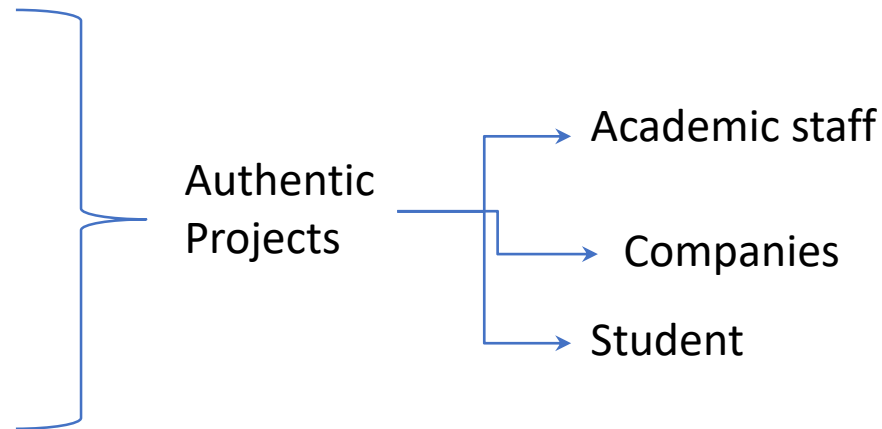 Authentic
Projects
Academic staff
Companies
Student